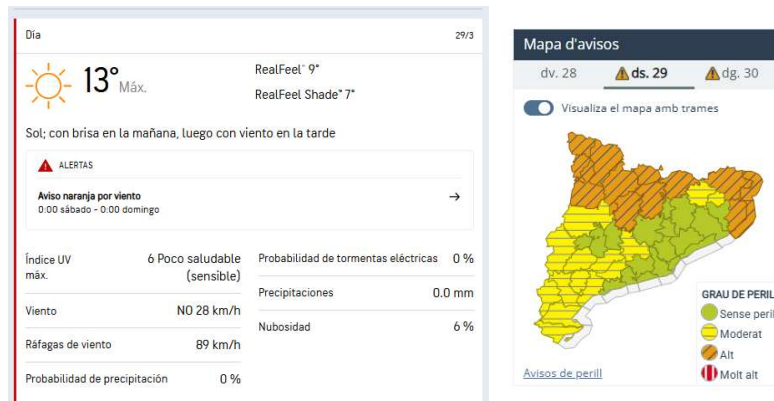 Día
29/3
13° Máx.
RealFeel® 9°
RealFeel Shade™ 7°
Sol; con brisa en la mañana, luego con viento en la tarde
ALERTAS
Aviso naranja por viento
0:00 sábado - 0:00 domingo
Índice UV máx.
6 Poco saludable (sensible)
Viento
NO 28 km/h
Ráfagas de viento
89 km/h
Probabilidad de precipitación
0 %
Probabilidad de tormentas eléctricas
0 %
Precipitaciones
0.0 mm
Nubosidad
6 %
Mapa d'avisos
dv. 28
ds. 29
dg. 30
Visualiza el mapa amb trames
GRAU DE PERIL
Sense peril
Moderat
Alt
Molt alt
Avisos de perill